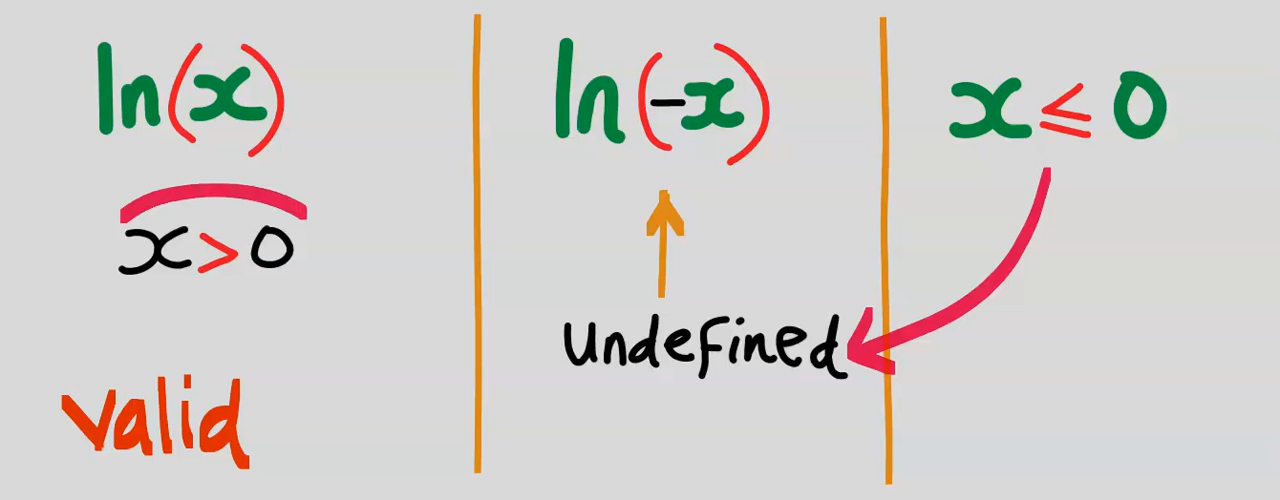 ln(x)
x > 0
valid
ln(-x)
undefined
x ≤ 0